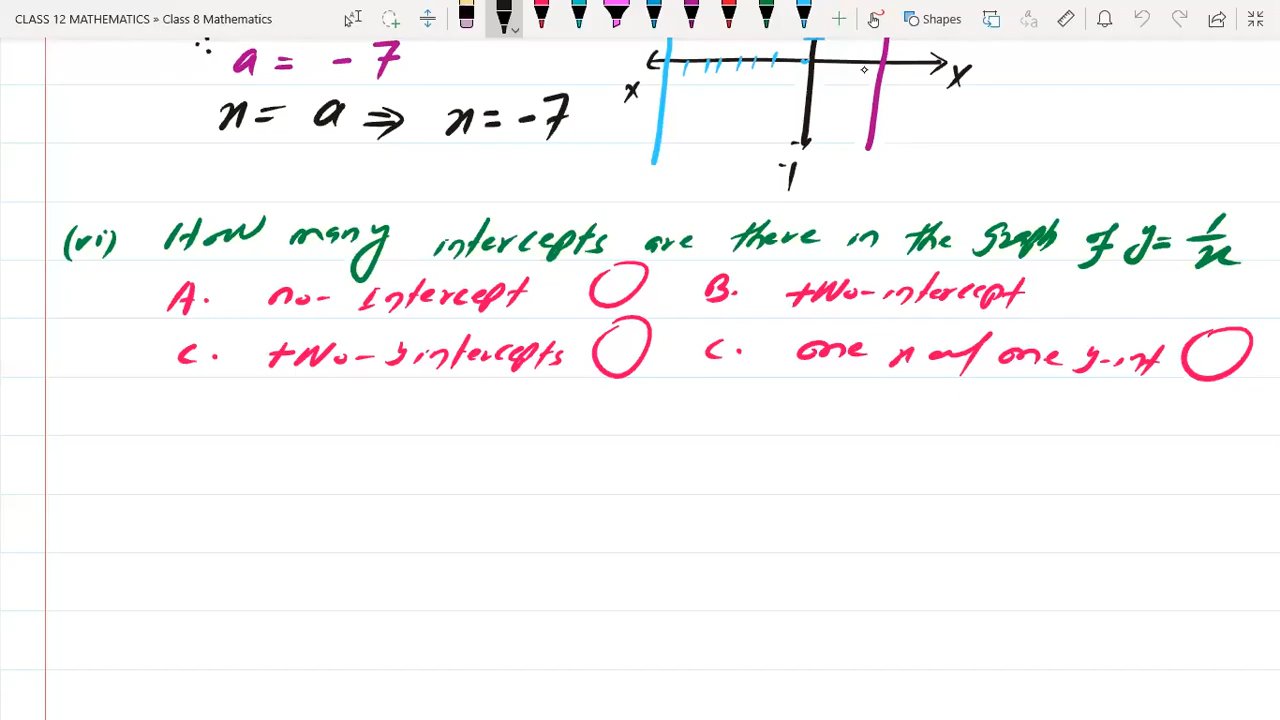 CLASS 12 MATHEMATICS » Class 8 Mathematics
Shapes
∴ a = -7
x x
n = a ⇒ n = -7
-y
(vi) How many intercepts are there in the graph of y = 1/x
A. no-intercept B. two-intercept
C. two-y intercepts C. one x and one y-int